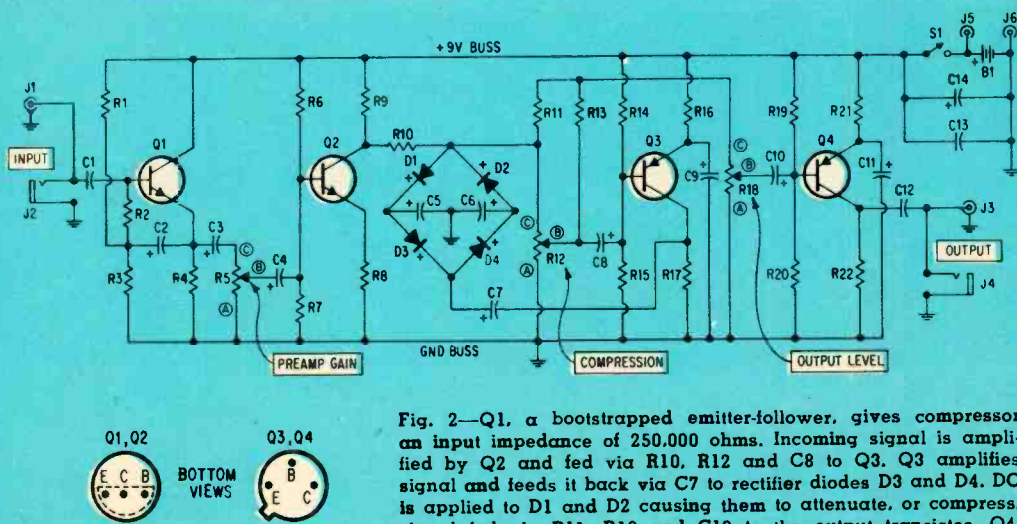 +9V BUSS
S1
J5
J6
+
B1
J1
R1
R6
R9
R11
R13
R14
R16
R19
R21
C14
+
C13
INPUT
C1
Q1
Q2
R10
D1
+
D2
+
Q3
C
B
R18
A
C10
+
Q4
C11
+
C12
J2
R2
C2
+
C3
+
C
B
R5
A
C4
+
R3
R4
R7
R8
+
C5
C6
+
D3
+
D4
+
C7
+
C
B
R12
A
C8
+
C9
+
R15
R17
R20
R22
J3
OUTPUT
J4
PREAMP GAIN
GND BUSS
COMPRESSION
OUTPUT LEVEL
Q1,Q2
E C B
BOTTOM
VIEWS
Q3,Q4
B
E C
Fig. 2—Q1, a bootstrapped emitter-follower, gives compressor
an input impedance of 250,000 ohms. Incoming signal is ampli-
fied by Q2 and fed via R10, R12 and C8 to Q3. Q3 amplifies
signal and feeds it back via C7 to rectifier diodes D3 and D4. DC
is applied to D1 and D2 causing them to attenuate, or compress,